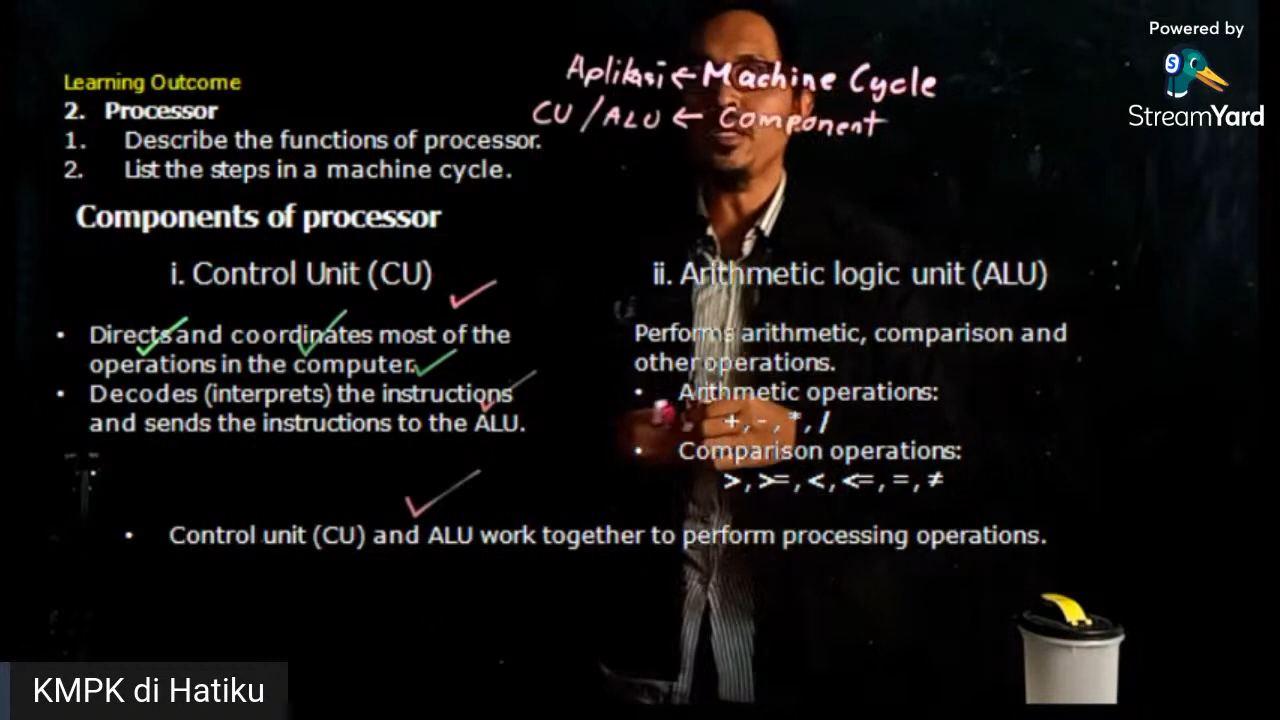 Powered by
StreamYard
Aplikasi ← Machine Cycle
CU / ALU ← Component
Learning Outcome
2. Processor
1. Describe the functions of processor.
2. List the steps in a machine cycle.
Components of processor
i. Control Unit (CU)
• Directs and coordinates most of the
operations in the computer.
• Decodes (interprets) the instructions
and sends the instructions to the ALU.
ii. Arithmetic logic unit (ALU)
Performs arithmetic, comparison and
other operations.
• Arithmetic operations:
+, -, *, /
• Comparison operations:
>, >=, <, <=, =, ≠
• Control unit (CU) and ALU work together to perform processing operations.
KMPK di Hatiku